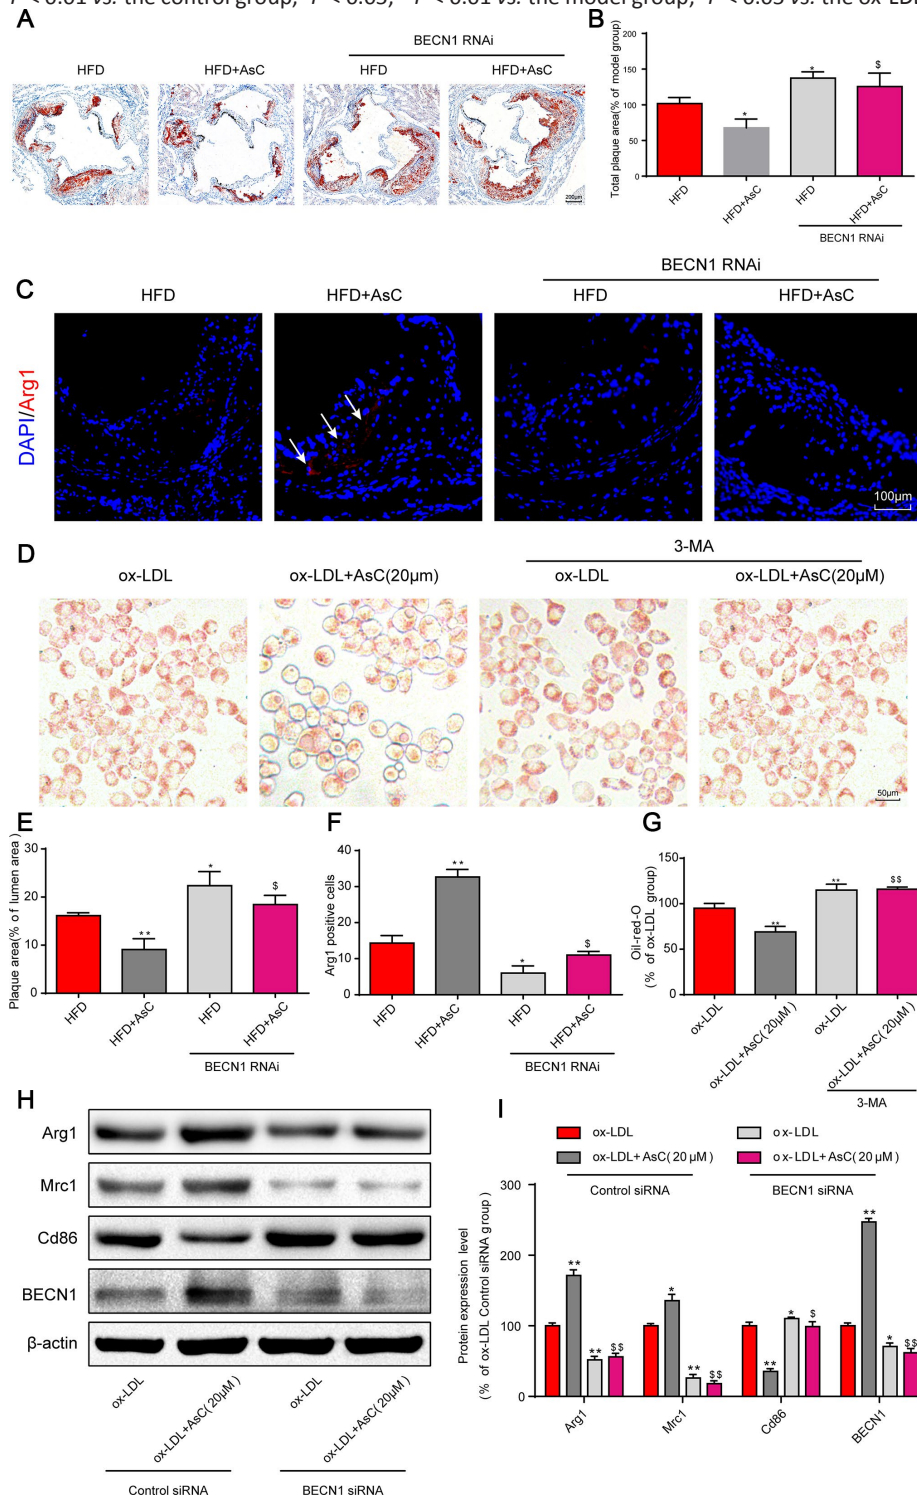 P < 0.01 vs. the control group; P < 0.05, P < 0.01 vs. the model group; P < 0.05 vs. the ox-LDL
A
BECN1 RNAi
HFD
HFD+AsC
HFD
HFD+AsC
200μm
B
Total plaque area(% of model group)
200
150
100
50
0
*
*
$
HFD
HFD+AsC
HFD
HFD+AsC
BECN1 RNAi
C
BECN1 RNAi
HFD
HFD+AsC
HFD
HFD+AsC
DAPI/Arg1
100μm
D
3-MA
ox-LDL
ox-LDL+AsC(20μm)
ox-LDL
ox-LDL+AsC(20μM)
50μm
E
Plaque area(% of lumen area)
30
20
10
0
**
*
$
HFD
HFD+AsC
HFD
HFD+AsC
BECN1 RNAi
F
Arg1 positive cells
40
30
20
10
0
**
*
$
HFD
HFD+AsC
HFD
HFD+AsC
BECN1 RNAi
G
Oil-red-O
(% of ox-LDL group)
150
100
50
0
**
**
$$
ox-LDL
ox-LDL+AsC(20μM)
ox-LDL
ox-LDL+AsC(20μM)
3-MA
H
Arg1
Mrc1
Cd86
BECN1
β-actin
ox-LDL
ox-LDL+AsC(20μM)
ox-LDL
ox-LDL+AsC(20μM)
Control siRNA
BECN1 siRNA
I
ox-LDL
ox-LDL+AsC(20μM)
ox-LDL
ox-LDL+AsC(20μM)
Control siRNA
BECN1 siRNA
Protein expression level
(% of ox-LDL Control siRNA group)
300
200
100
0
**
**
$$
*
**
$$
**
*
$
**
*
$$
Arg1
Mrc1
Cd86
BECN1